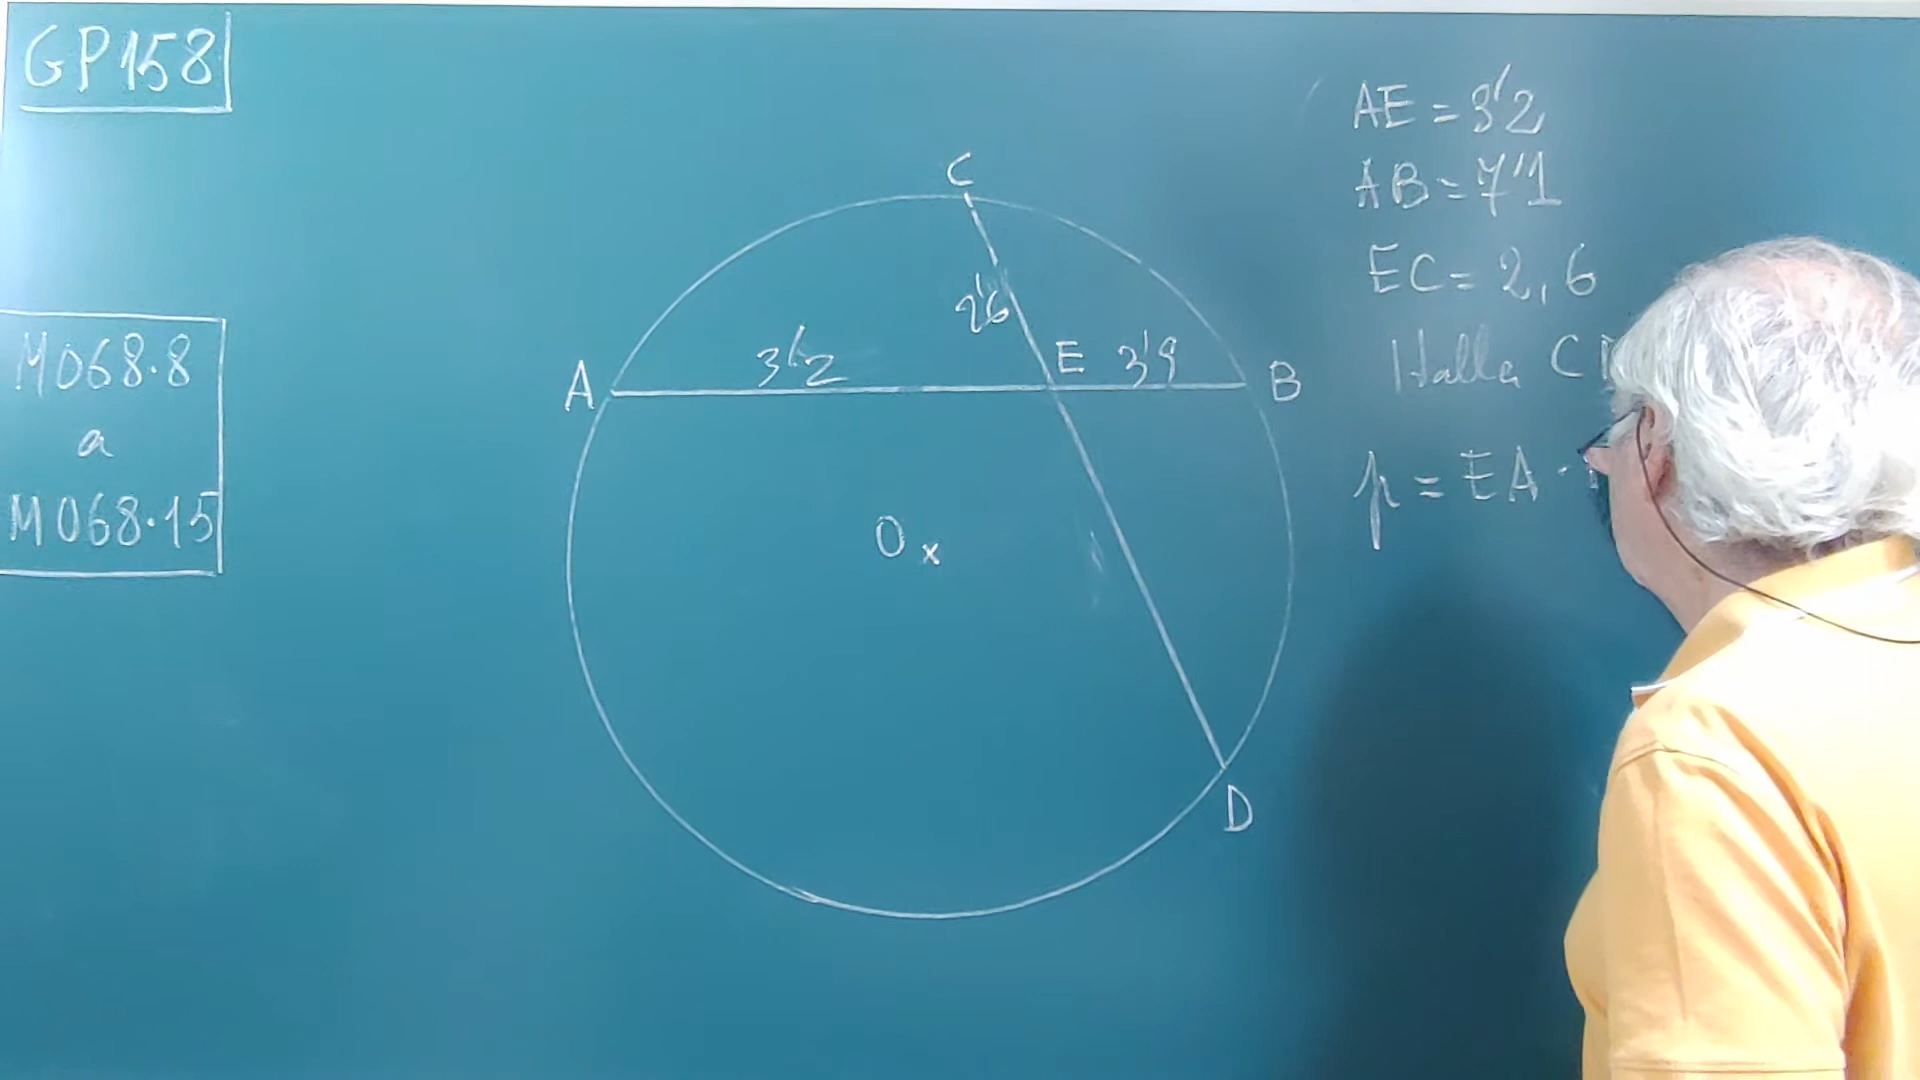 GP158
M068.8
a
M068.15
C
2'6
3'2
E 3'9
A
B
O x
D
AE = 3'2
AB = 7'1
EC = 2,6
Halla C
p = EA ·